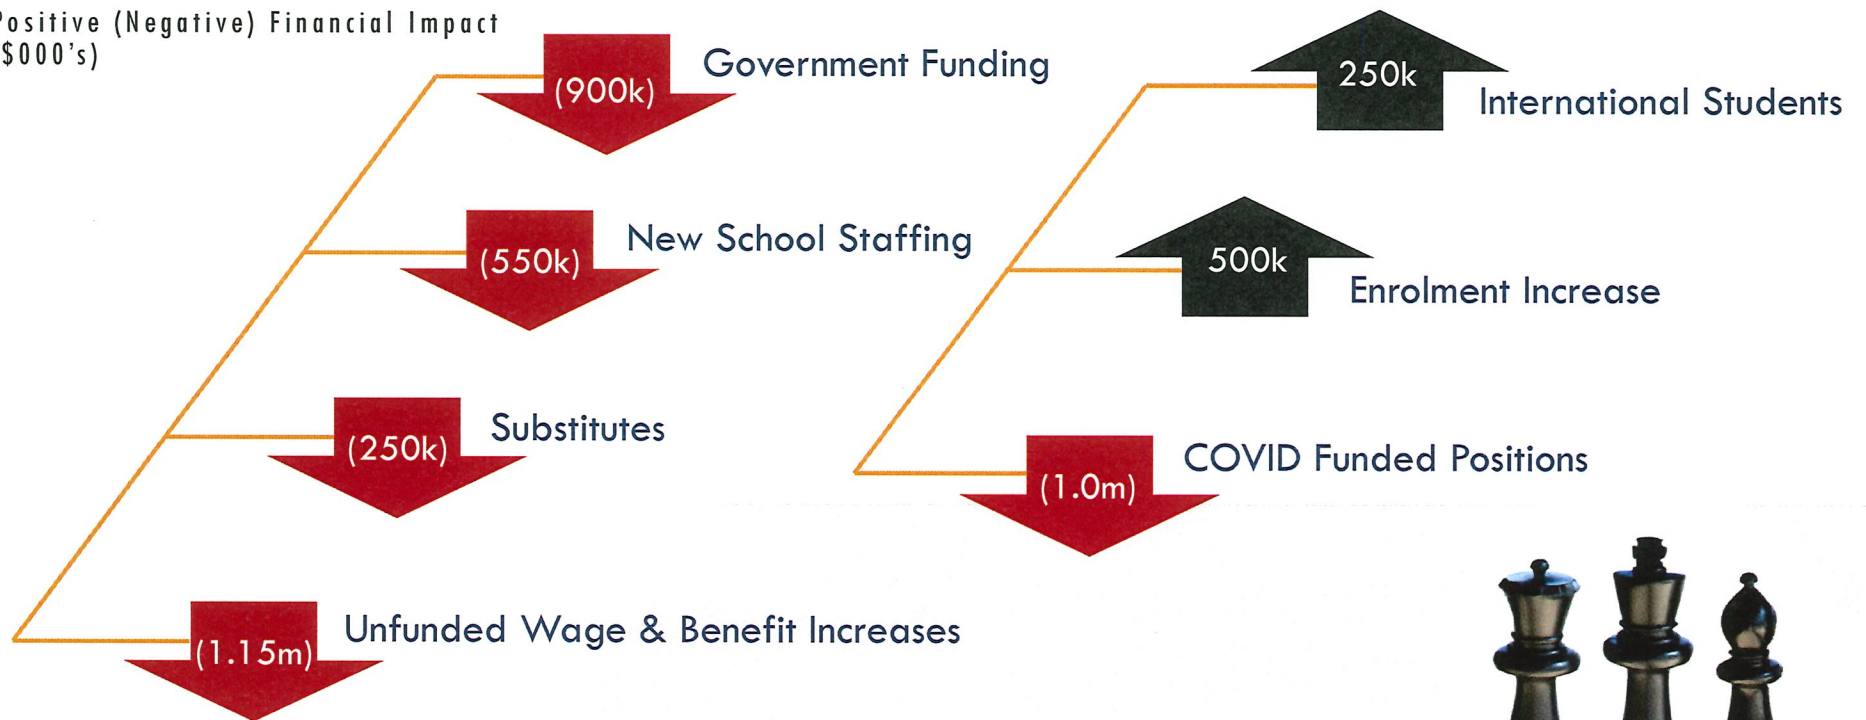 Positive (Negative) Financial Impact
($000's)
(900k)
Government Funding
(550k)
New School Staffing
(250k)
Substitutes
(1.15m)
Unfunded Wage & Benefit Increases
250k
International Students
500k
Enrolment Increase
(1.0m)
COVID Funded Positions